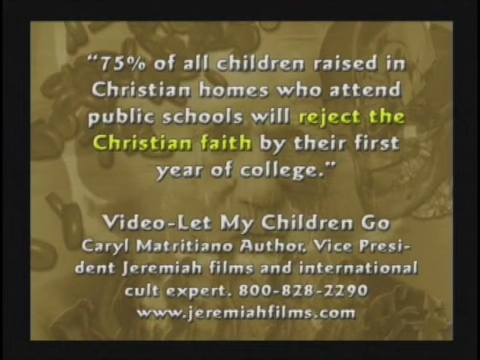 "75% of all children raised in
Christian homes who attend
public schools will reject the
Christian faith by their first
year of college."
Video-Let My Children Go
Caryl Matritiano Author, Vice Presi-
dent Jeremiah films and international
cult expert. 800-828-2290
www.jeremiahfilms.com